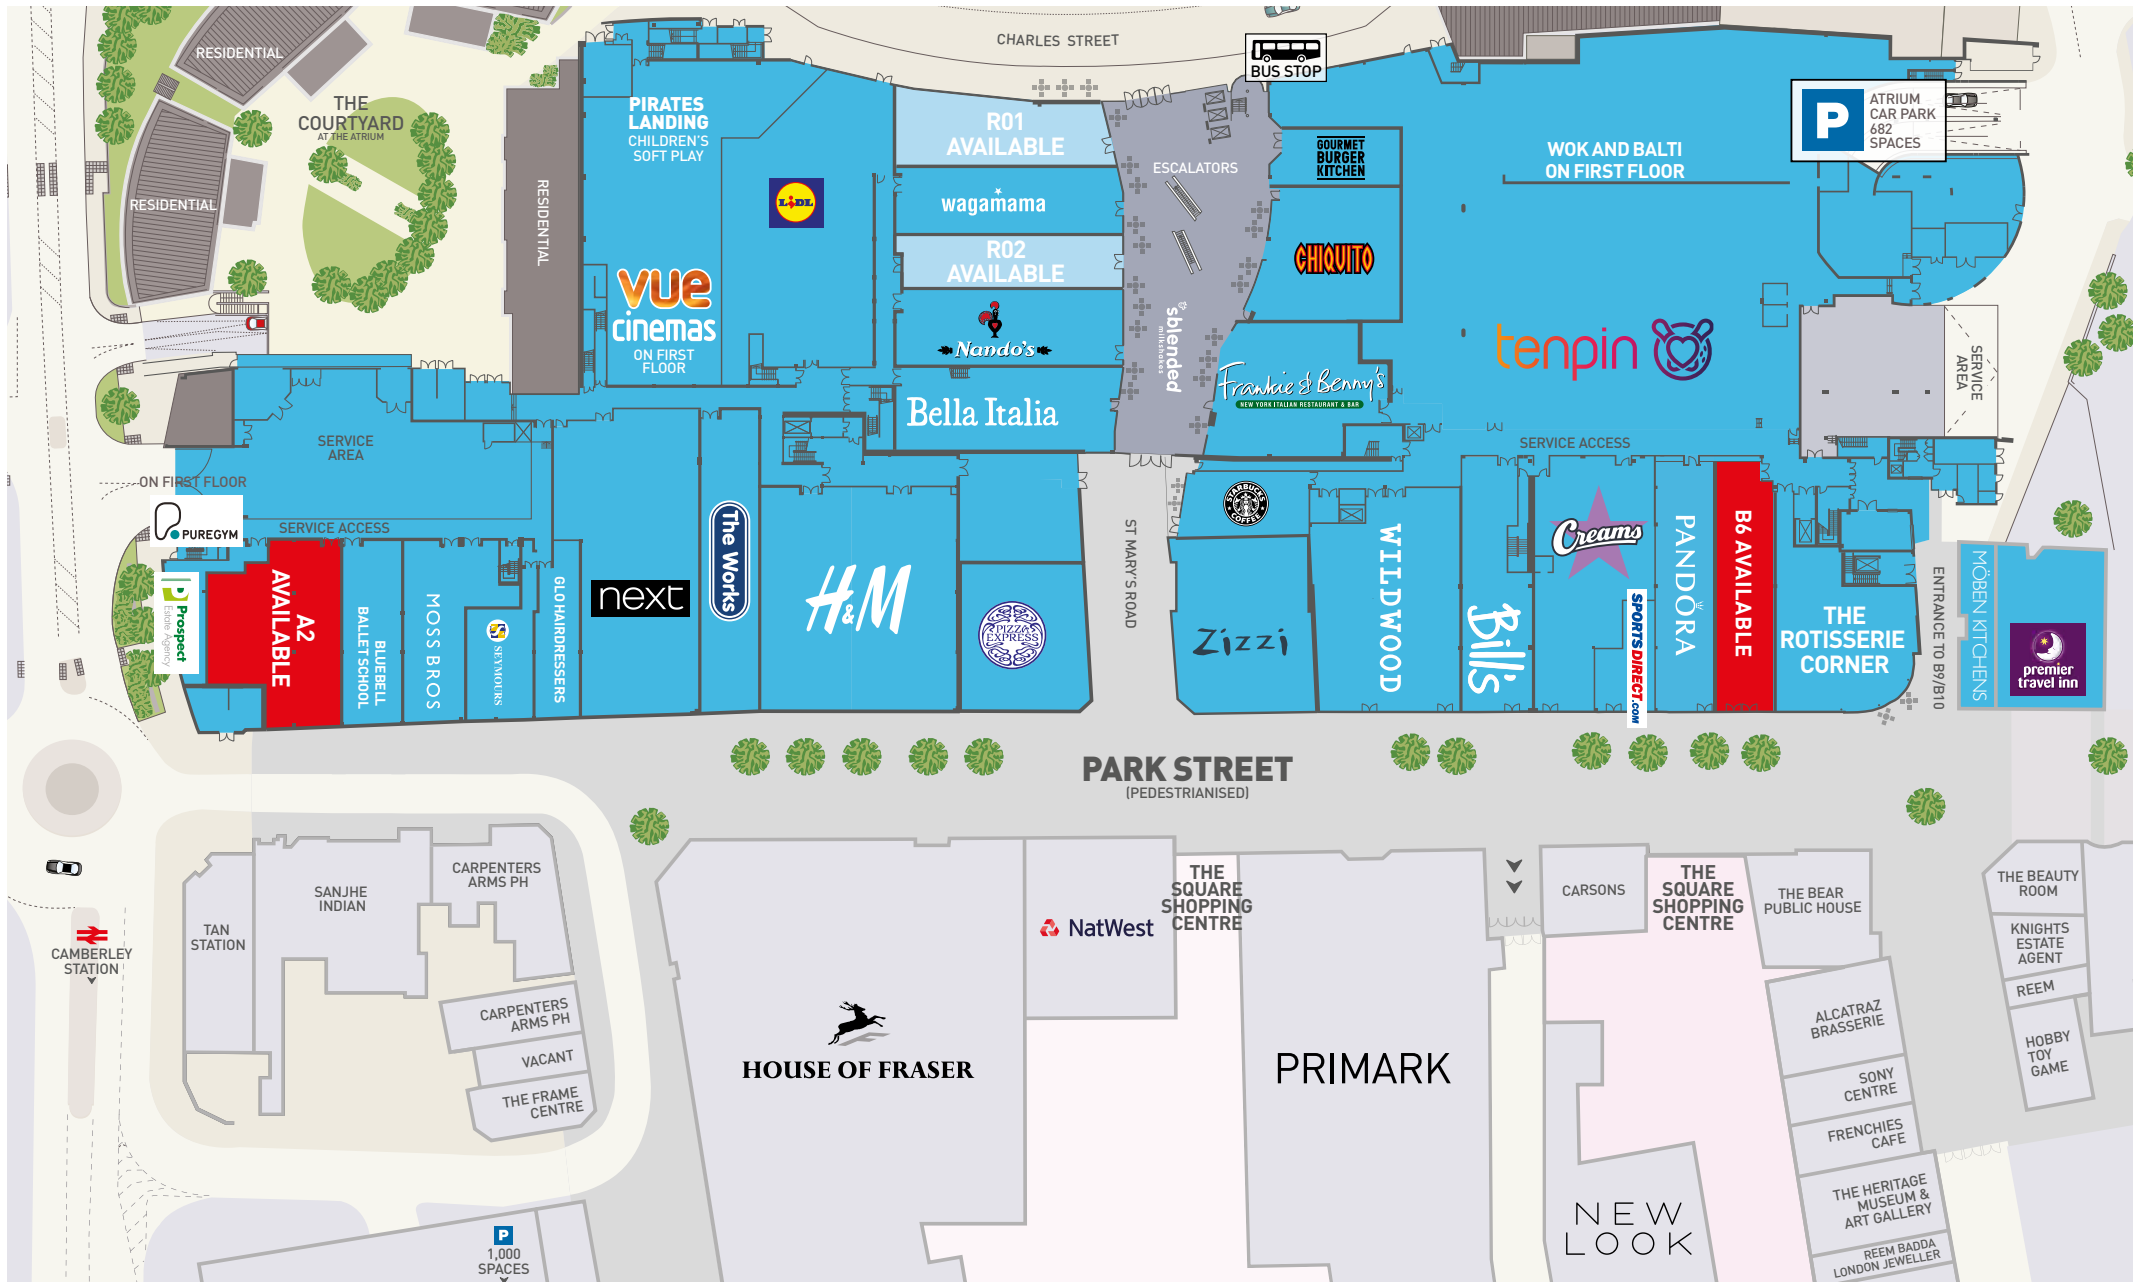 CHARLES STREET
BUS STOP
RESIDENTIAL
THE
COURTYARD
AT THE ATRIUM
RESIDENTIAL
RESIDENTIAL
PIRATES
LANDING
CHILDREN'S
SOFT PLAY
LIDL
R01
AVAILABLE
wagamama
R02
AVAILABLE
Nando's
Bella Italia
vue
cinemas
ON FIRST
FLOOR
ESCALATORS
sblended
milkshakes
GOURMET
BURGER
KITCHEN
CHIQUITO
Frankie & Benny's
NEW YORK ITALIAN RESTAURANT & BAR
WOK AND BALTI
ON FIRST FLOOR
P
ATRIUM
CAR PARK
682
SPACES
tenpin
SERVICE
AREA
SERVICE ACCESS
SERVICE
AREA
ON FIRST FLOOR
PUREGYM
SERVICE ACCESS
Prospect
Estate Agency
A2
AVAILABLE
BLUEBELL
BALLET SCHOOL
MOSS BROS
SEYMOURS
GLO HAIRDRESSERS
next
The Works
H&M
PIZZA
EXPRESS
ST MARY'S ROAD
STARBUCKS
COFFEE
Zizzi
WILDWOOD
Bill's
Creams
SPORTSDIRECT.COM
PANDORA
B6 AVAILABLE
THE
ROTISSERIE
CORNER
ENTRANCE TO B9/B10
MÖBEN KITCHENS
premier
travel inn
PARK STREET
(PEDESTRIANISED)
CAMBERLEY
STATION
TAN
STATION
SANJHE
INDIAN
CARPENTERS
ARMS PH
CARPENTERS
ARMS PH
VACANT
THE FRAME
CENTRE
P
1,000
SPACES
HOUSE OF FRASER
NatWest
THE
SQUARE
SHOPPING
CENTRE
PRIMARK
CARSONS
THE
SQUARE
SHOPPING
CENTRE
THE BEAR
PUBLIC HOUSE
ALCATRAZ
BRASSERIE
SONY
CENTRE
FRENCHIES
CAFE
THE HERITAGE
MUSEUM &
ART GALLERY
REEM BADDA
LONDON JEWELLER
NEW
LOOK
THE BEAUTY
ROOM
KNIGHTS
ESTATE
AGENT
REEM
HOBBY
TOY
GAME